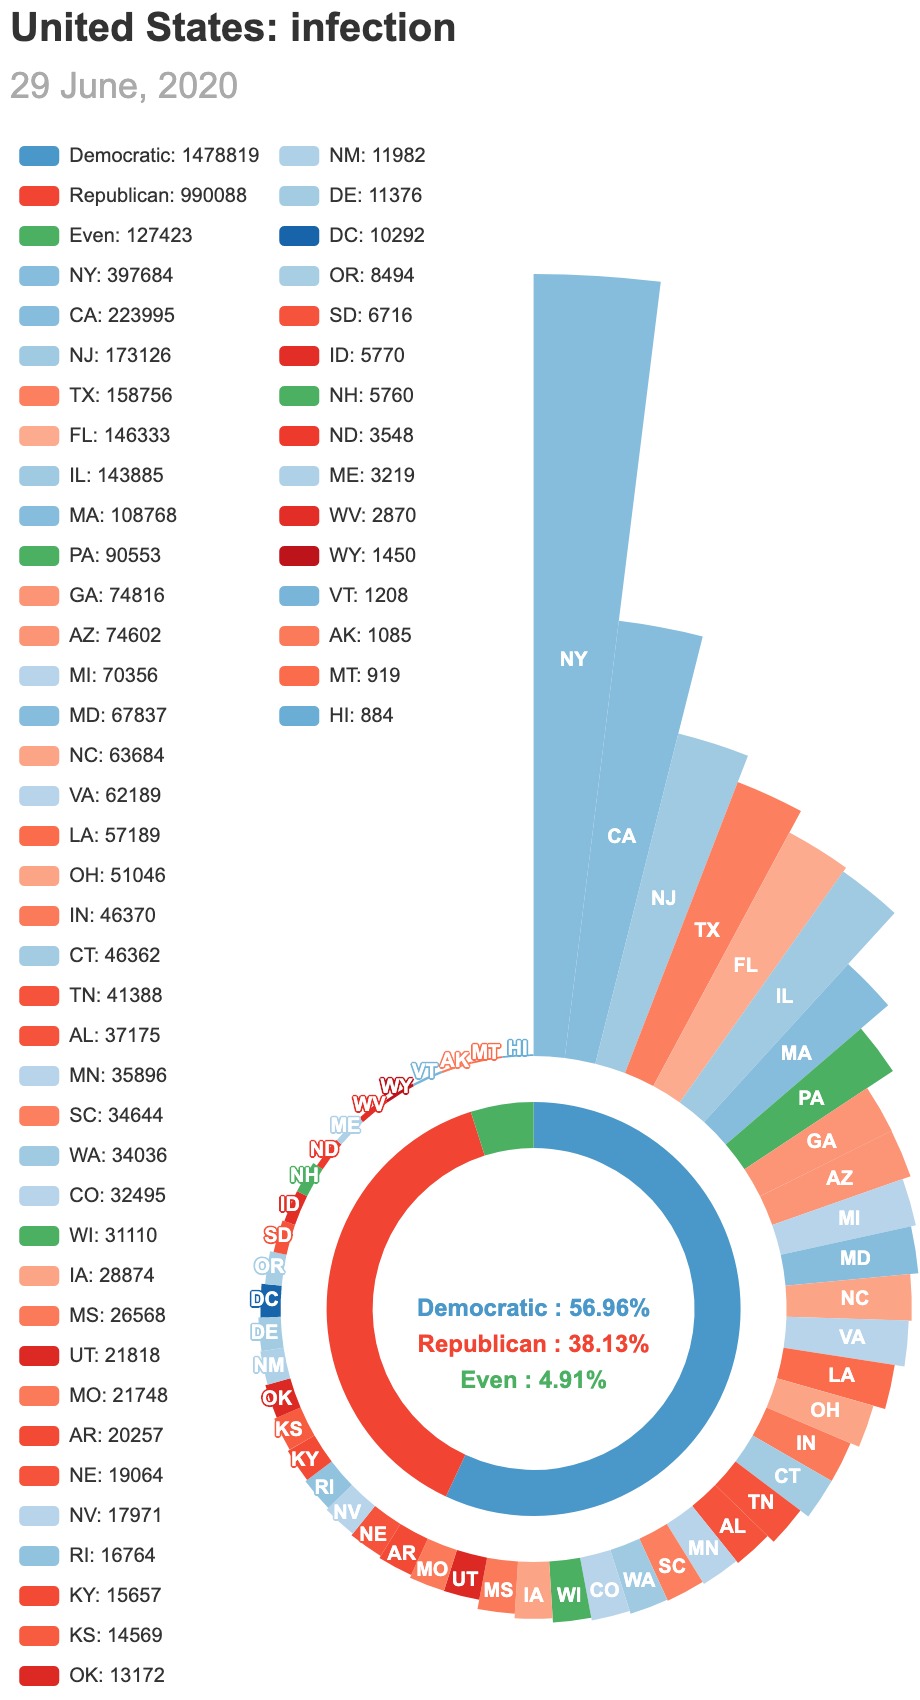 United States: infection
29 June, 2020
Democratic: 1478819
Republican: 990088
Even: 127423
NY: 397684
CA: 223995
NJ: 173126
TX: 158756
FL: 146333
IL: 143885
MA: 108768
PA: 90553
GA: 74816
AZ: 74602
MI: 70356
MD: 67837
NC: 63684
VA: 62189
LA: 57189
OH: 51046
IN: 46370
CT: 46362
TN: 41388
AL: 37175
MN: 35896
SC: 34644
WA: 34036
CO: 32495
WI: 31110
IA: 28874
MS: 26568
UT: 21818
MO: 21748
AR: 20257
NE: 19064
NV: 17971
RI: 16764
KY: 15657
KS: 14569
OK: 13172
NM: 11982
DE: 11376
DC: 10292
OR: 8494
SD: 6716
ID: 5770
NH: 5760
ND: 3548
ME: 3219
WV: 2870
WY: 1450
VT: 1208
AK: 1085
MT: 919
HI: 884
NY
CA
NJ
TX
FL
IL
MA
PA
GA
AZ
MI
MD
NC
VA
LA
OH
IN
CT
TN
AL
MN
SC
WA
CO
WI
IA
MS
UT
MO
AR
NE
NV
RI
KY
KS
OK
NM
DE
DC
OR
SD
ID
NH
ND
ME
WV
WY
VT
AK
MT
HI
Democratic : 56.96%
Republican : 38.13%
Even : 4.91%